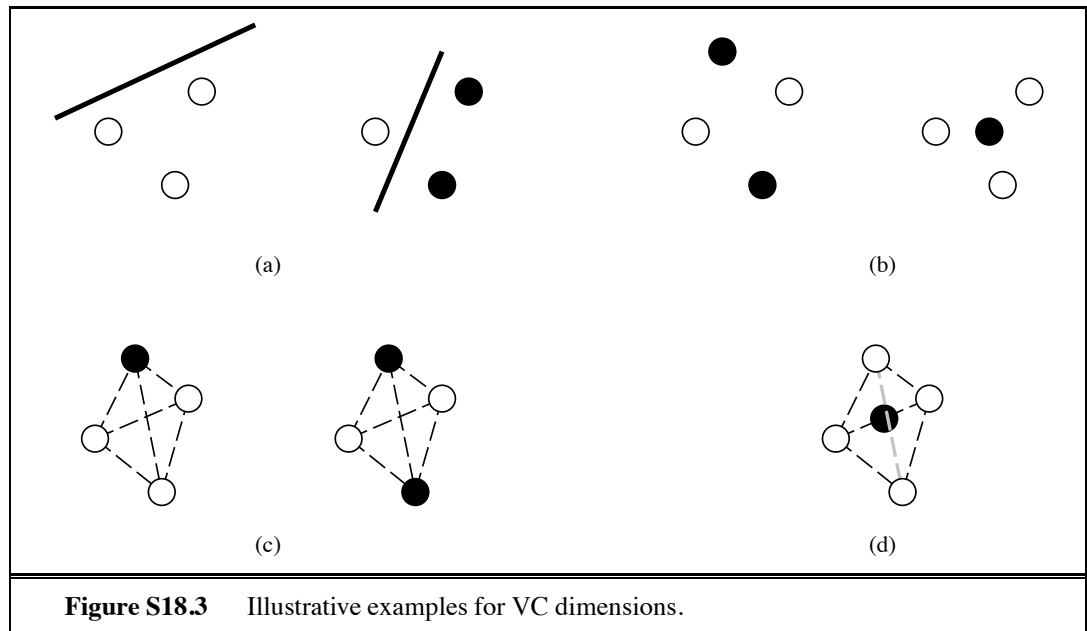 (a)
(b)
(c)
(d)
Figure S18.3 Illustrative examples for VC dimensions.